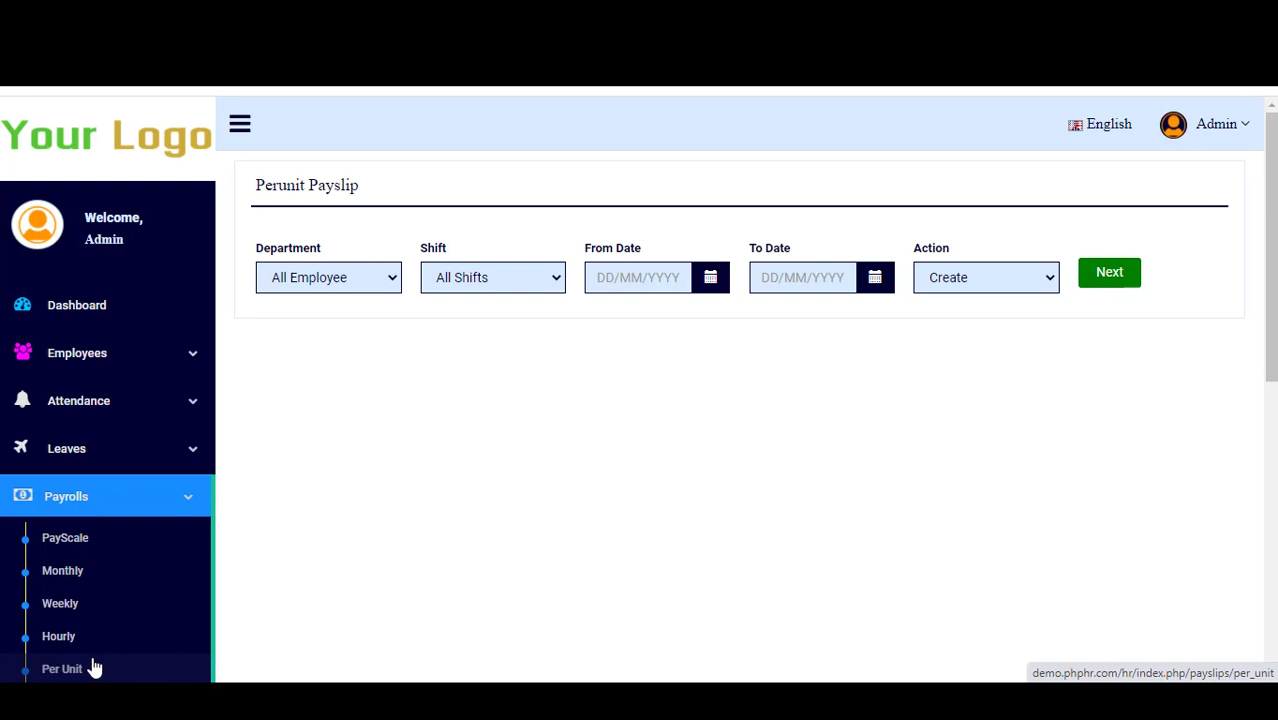 Your Logo
English
Admin
Perunit Payslip
Welcome,
Admin
Department
Shift
From Date
To Date
Action
All Employee
All Shifts
DD/MM/YYYY
DD/MM/YYYY
Create
Next
Dashboard
Employees
Attendance
Leaves
Payrolls
PayScale
Monthly
Weekly
Hourly
Per Unit
demo.phphr.com/hr/index.php/payslips/per_unit